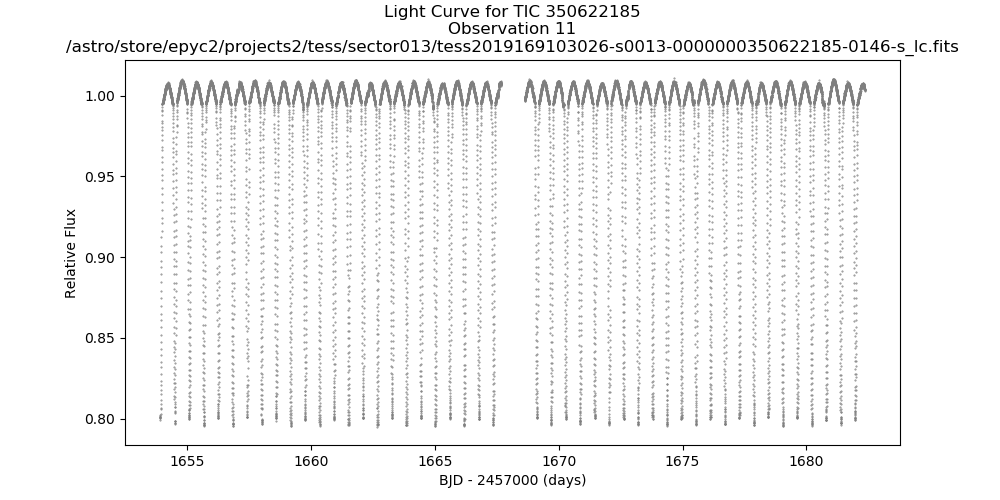 Light Curve for TIC 350622185
Observation 11
/astro/store/epyc2/projects2/tess/sector013/tess2019169103026-s0013-0000000350622185-0146-s_lc.fits
Relative Flux
1.00
0.95
0.90
0.85
0.80
1655
1660
1665
1670
1675
1680
BJD - 2457000 (days)